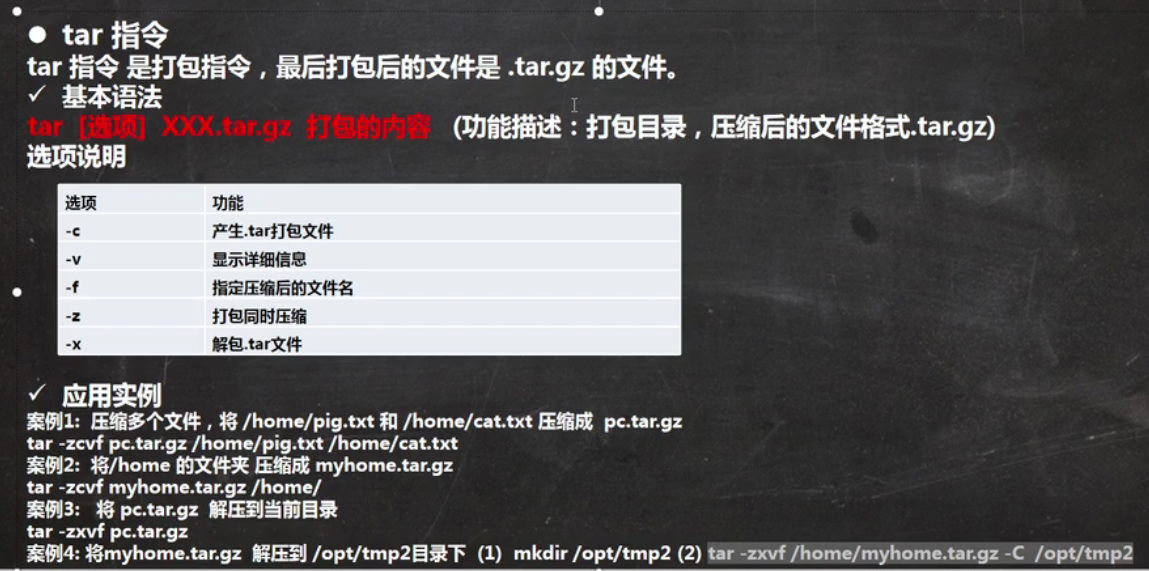 ● tar 指令
tar 指令 是打包指令，最后打包后的文件是 .tar.gz 的文件。
✓ 基本语法
tar [选项] XXX.tar.gz 打包的内容 (功能描述：打包目录，压缩后的文件格式.tar.gz)
选项说明
选项 功能
-c 产生.tar打包文件
-v 显示详细信息
-f 指定压缩后的文件名
-z 打包同时压缩
-x 解包.tar文件
✓ 应用实例
案例1: 压缩多个文件，将 /home/pig.txt 和 /home/cat.txt 压缩成 pc.tar.gz
tar -zcvf pc.tar.gz /home/pig.txt /home/cat.txt
案例2: 将/home 的文件夹 压缩成 myhome.tar.gz
tar -zcvf myhome.tar.gz /home/
案例3: 将 pc.tar.gz 解压到当前目录
tar -zxvf pc.tar.gz
案例4: 将myhome.tar.gz 解压到 /opt/tmp2目录下 (1) mkdir /opt/tmp2 (2) tar -zxvf /home/myhome.tar.gz -C /opt/tmp2